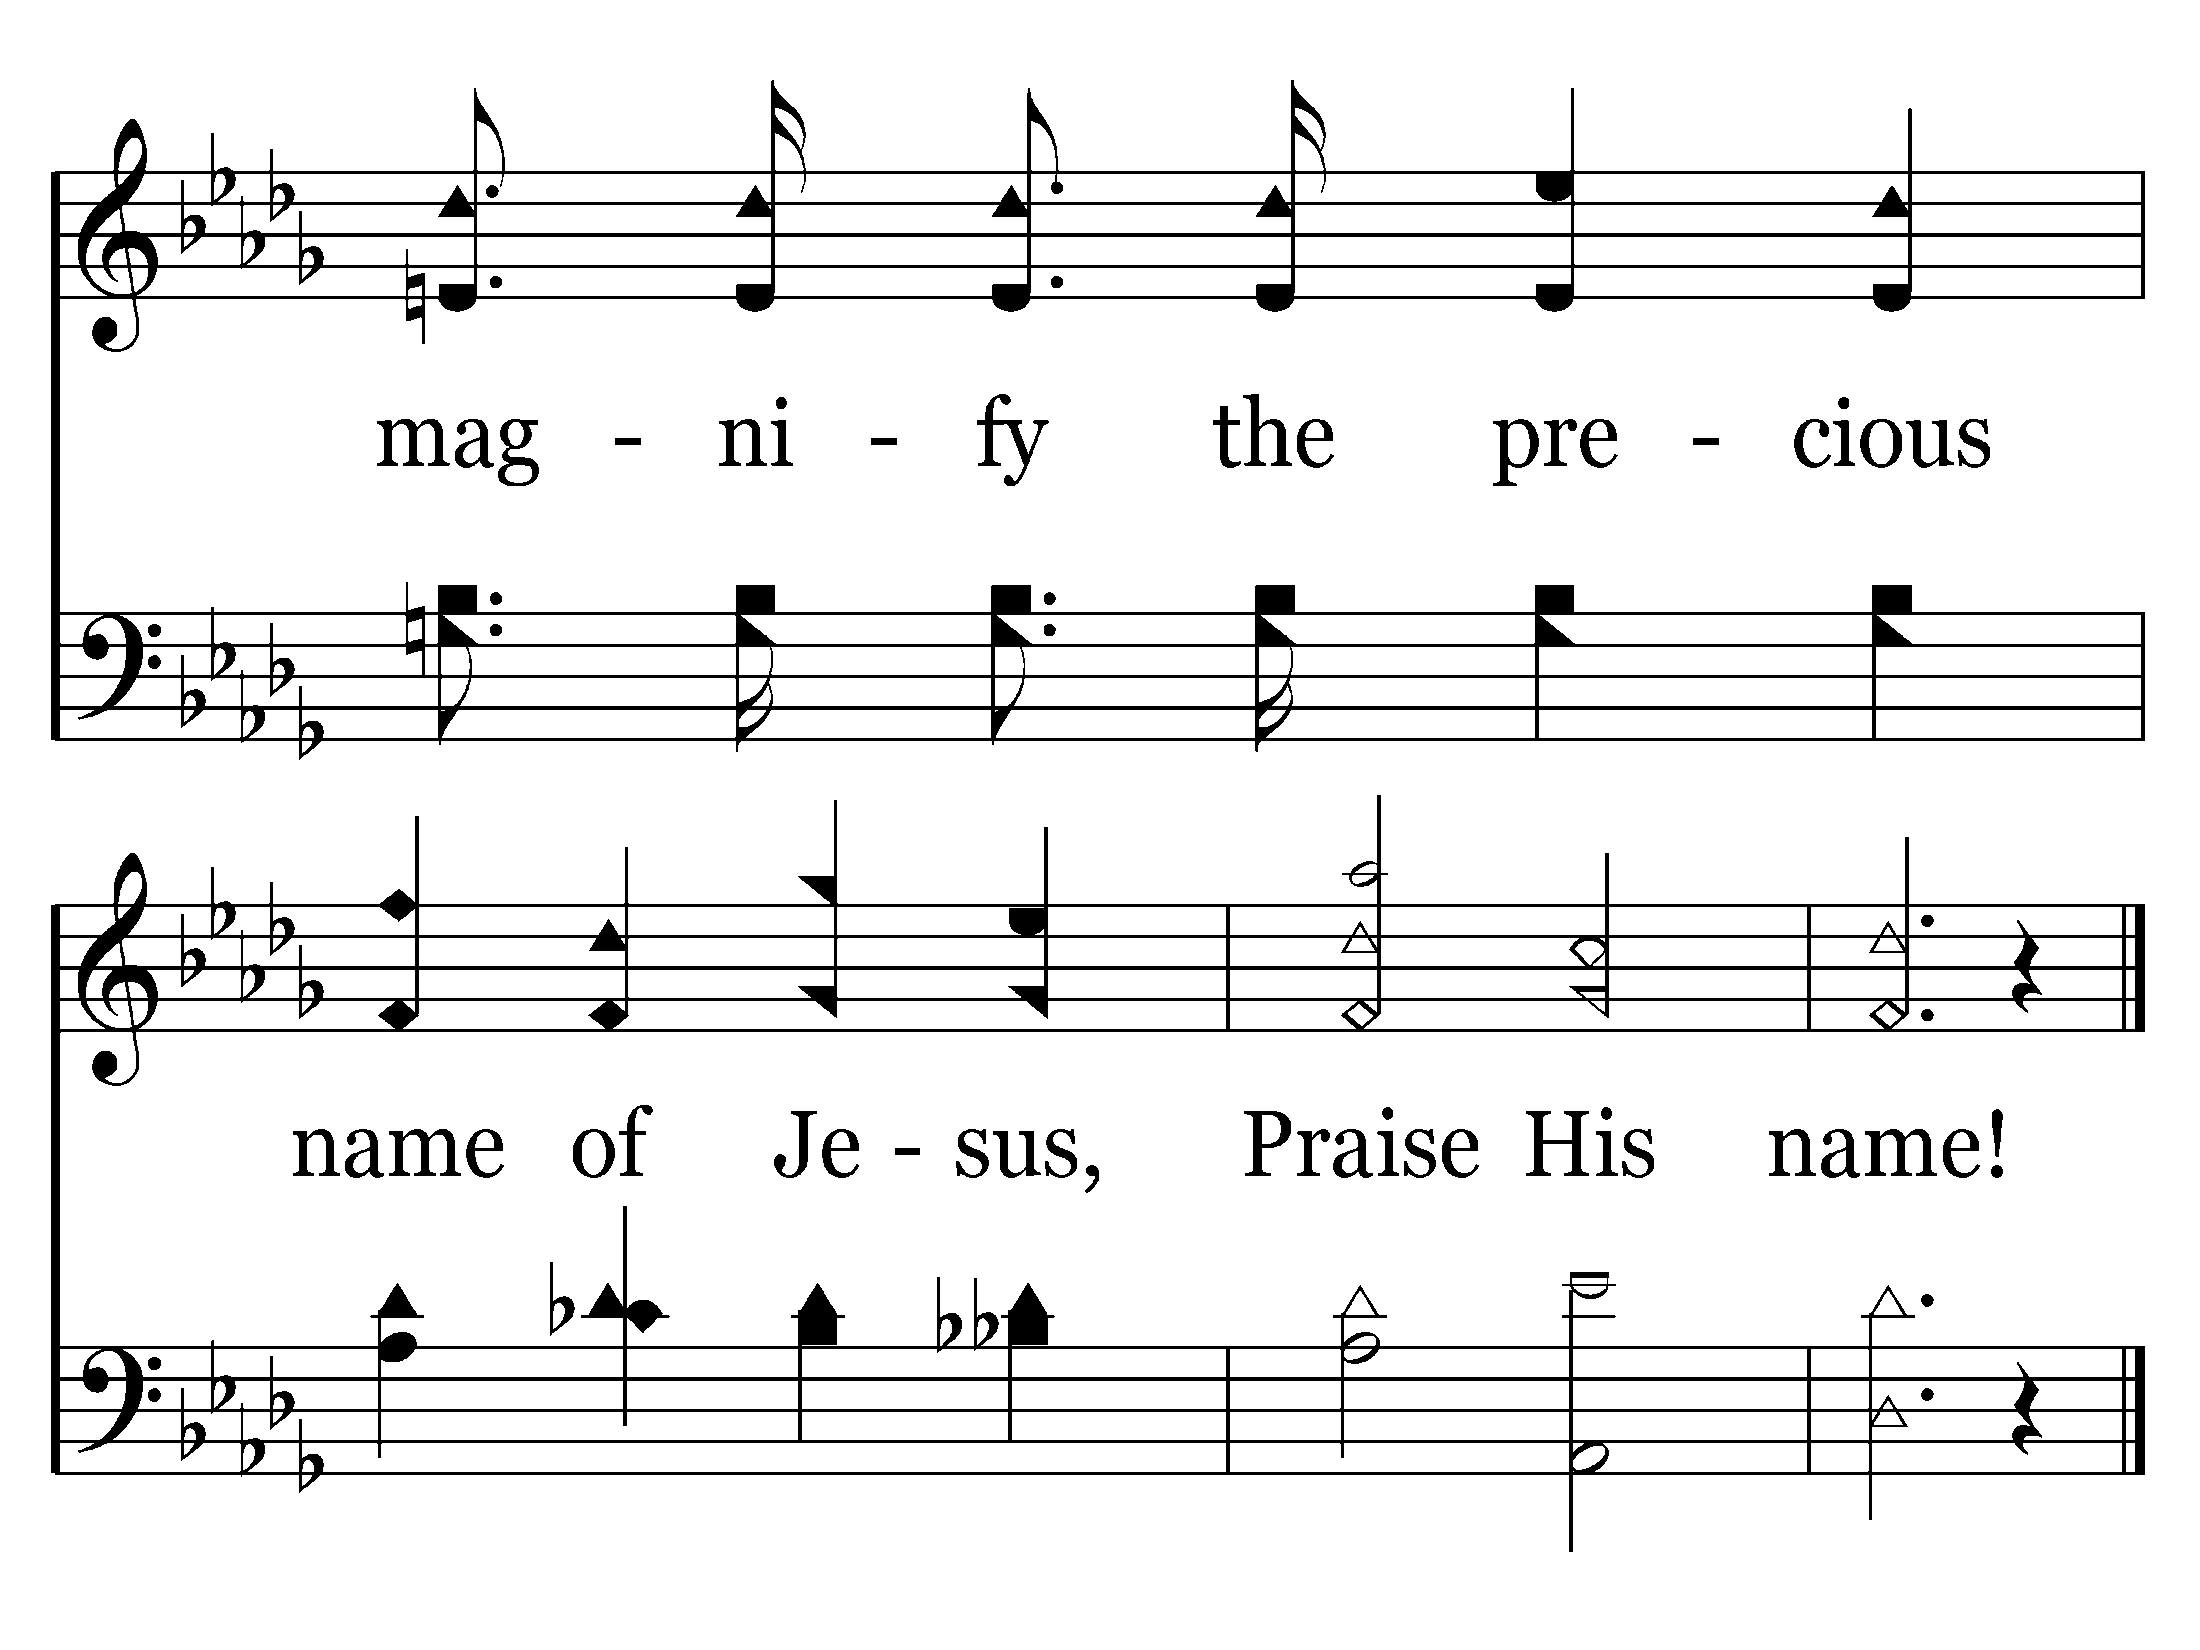 mag - ni - fy the pre - cious
name of Je - sus, Praise His name!